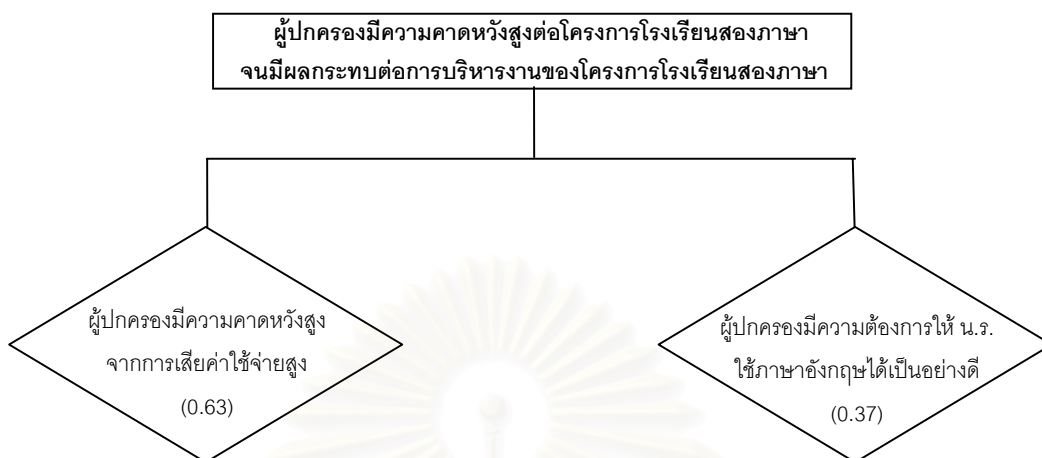 ผู้ปกครองมีความคาดหวังสูงต่อโครงการโรงเรียนสองภาษา
จนมีผลกระทบต่อการบริหารงานของโครงการโรงเรียนสองภาษา
ผู้ปกครองมีความคาดหวังสูง
จากการเสียค่าใช้จ่ายสูง
(0.63)
ผู้ปกครองมีความต้องการให้ น.ร.
ใช้ภาษาอังกฤษได้เป็นอย่างดี
(0.37)